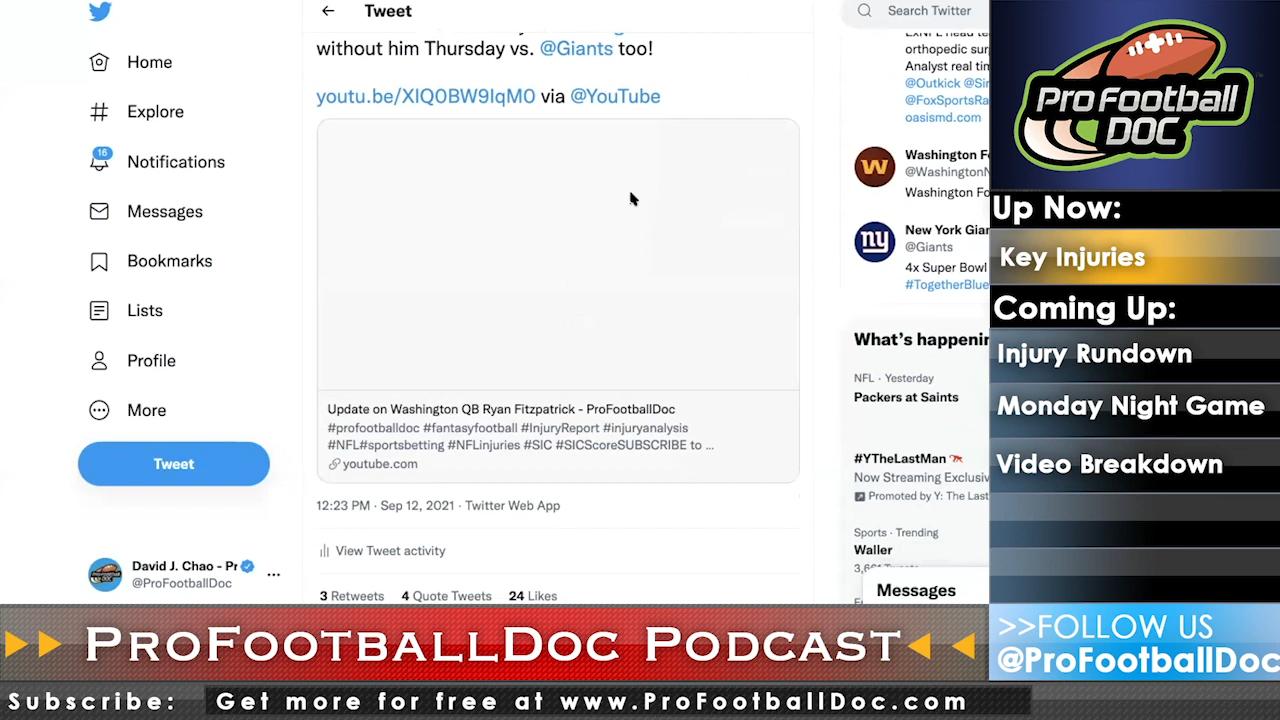 Home
Explore
16
Notifications
Messages
Bookmarks
Lists
Profile
More
Tweet
David J. Chao - Pr
@ProFootballDoc
Tweet
without him Thursday vs. @Giants too!
youtu.be/XIQ0BW9IqM0 via @YouTube
Update on Washington QB Ryan Fitzpatrick - ProFootballDoc
#profootballdoc #fantasyfootball #InjuryReport #injuryanalysis
#NFL#sportsbetting #NFLinjuries #SIC #SICScoreSUBSCRIBE to ...
youtube.com
12:23 PM · Sep 12, 2021 · Twitter Web App
View Tweet activity
3 Retweets 4 Quote Tweets 24 Likes
Search Twitter
orthopedic sur
Analyst real tim
@Outkick @Sir
@FoxSportsRa
oasismd.com
W
Washington Fo
@WashingtonN
Washington Fo
ny
New York Gian
@Giants
4x Super Bowl
#TogetherBlue
What's happenin
NFL · Yesterday
Packers at Saints
#YTheLastMan
Now Streaming Exclusiv
Promoted by Y: The Last
Sports · Trending
Waller
Messages
Pro Football
DOC
Up Now:
Key Injuries
Coming Up:
Injury Rundown
Monday Night Game
Video Breakdown
>>FOLLOW US
@ProFootballDoc
ProFootballDoc Podcast
Subscribe: Get more for free at www.ProFootballDoc.com